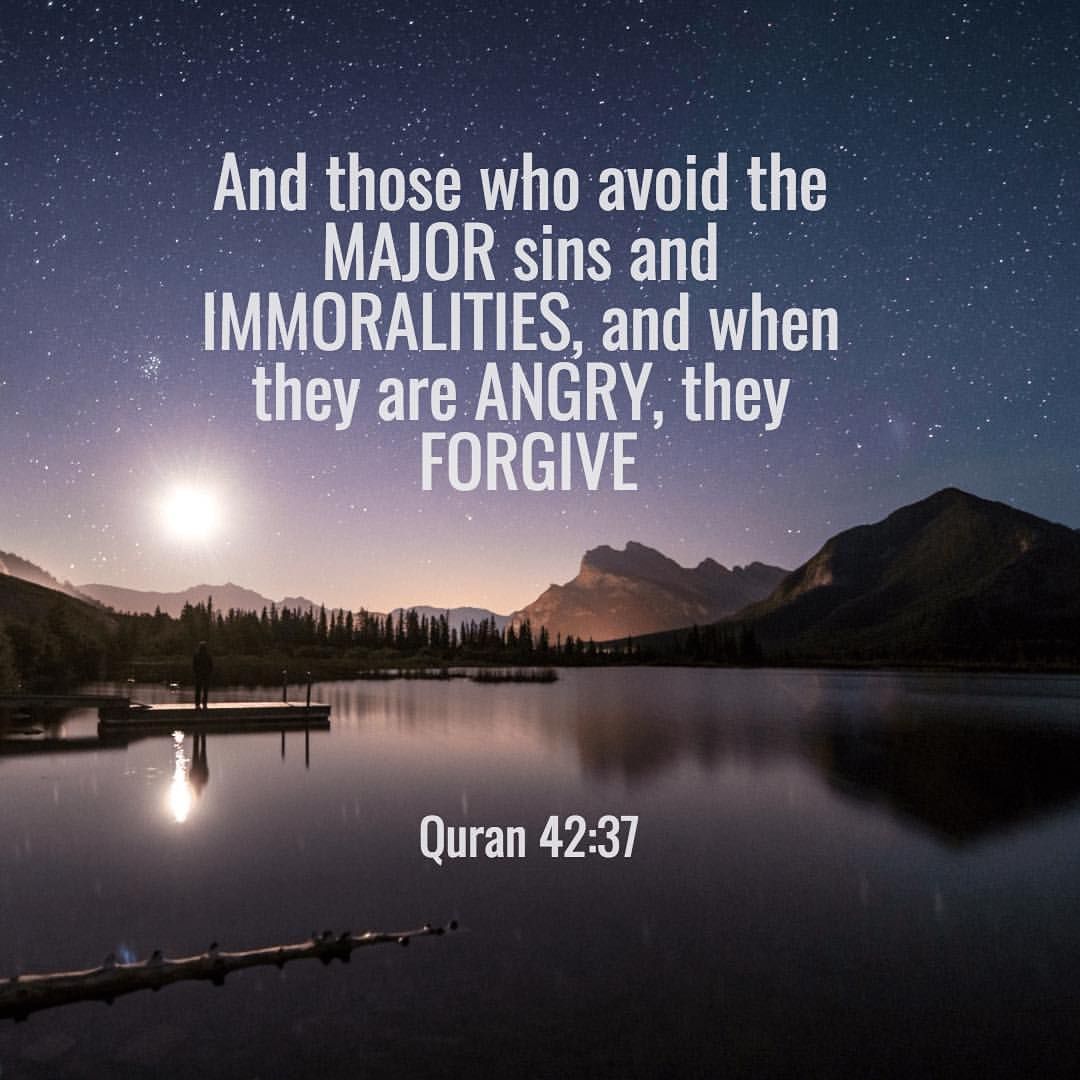 And those who avoid the
MAJOR sins and
IMMORALITIES, and when
they are ANGRY, they
FORGIVE
Quran 42:37